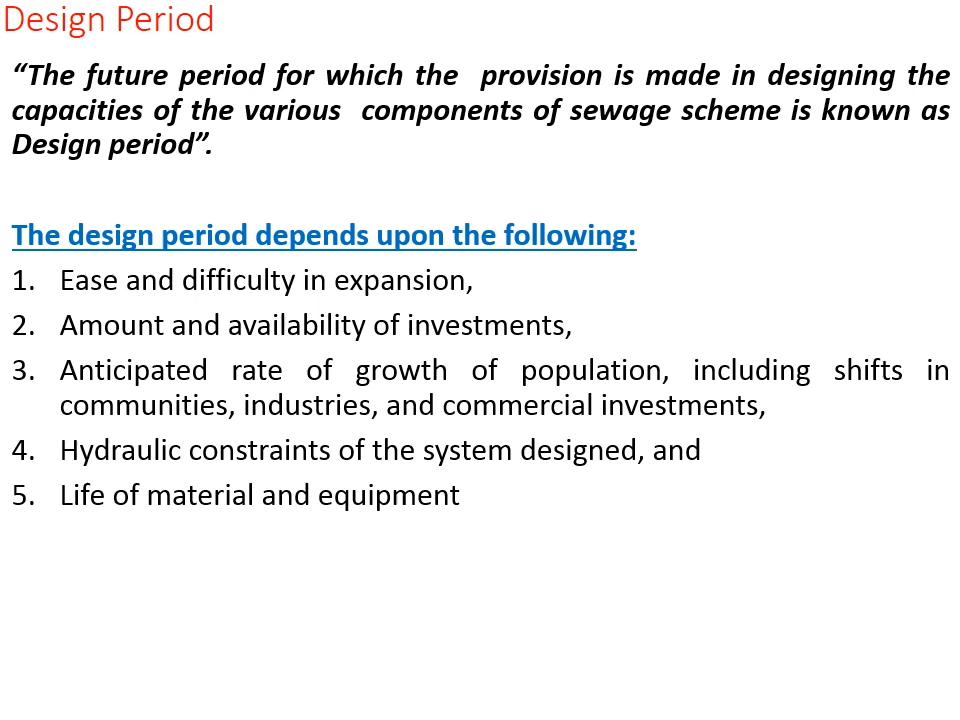 Design Period
“The future period for which the provision is made in designing the
capacities of the various components of sewage scheme is known as
Design period”.
The design period depends upon the following:
1. Ease and difficulty in expansion,
2. Amount and availability of investments,
3. Anticipated rate of growth of population, including shifts in
communities, industries, and commercial investments,
4. Hydraulic constraints of the system designed, and
5. Life of material and equipment